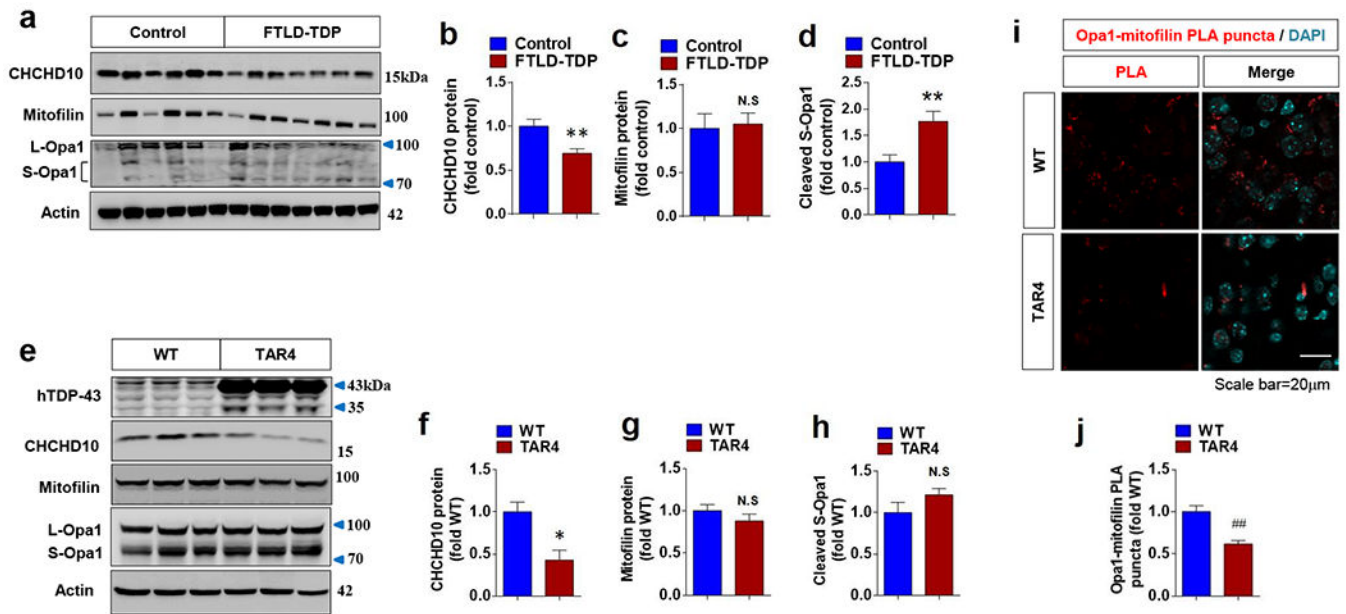 a
Control FTLD-TDP
CHCHD10 15kDa
Mitofilin 100
L-Opa1 100
S-Opa1 70
Actin 42
b
Control
FTLD-TDP
CHCHD10 protein
(fold control)
1.5
1.0
0.5
0.0
**
c
Control
FTLD-TDP
Mitofilin protein
(fold control)
1.5
1.0
0.5
0.0
N.S
d
Control
FTLD-TDP
Cleaved S-Opa1
(fold control)
2.5
2.0
1.5
1.0
0.5
0.0
**
i
Opa1-mitofilin PLA puncta / DAPI
PLA Merge
WT
TAR4
Scale bar=20μm
e
WT TAR4
hTDP-43 43kDa
35
CHCHD10 15
Mitofilin 100
L-Opa1 100
S-Opa1 70
Actin 42
f
WT
TAR4
CHCHD10 protein
(fold WT)
1.5
1.0
0.5
0.0
*
g
WT
TAR4
Mitofilin protein
(fold WT)
1.5
1.0
0.5
0.0
N.S
h
WT
TAR4
Cleaved S-Opa1
(fold WT)
1.5
1.0
0.5
0.0
N.S
j
WT
TAR4
Opa1-mitofilin PLA
puncta (fold WT)
1.5
1.0
0.5
0.0
##